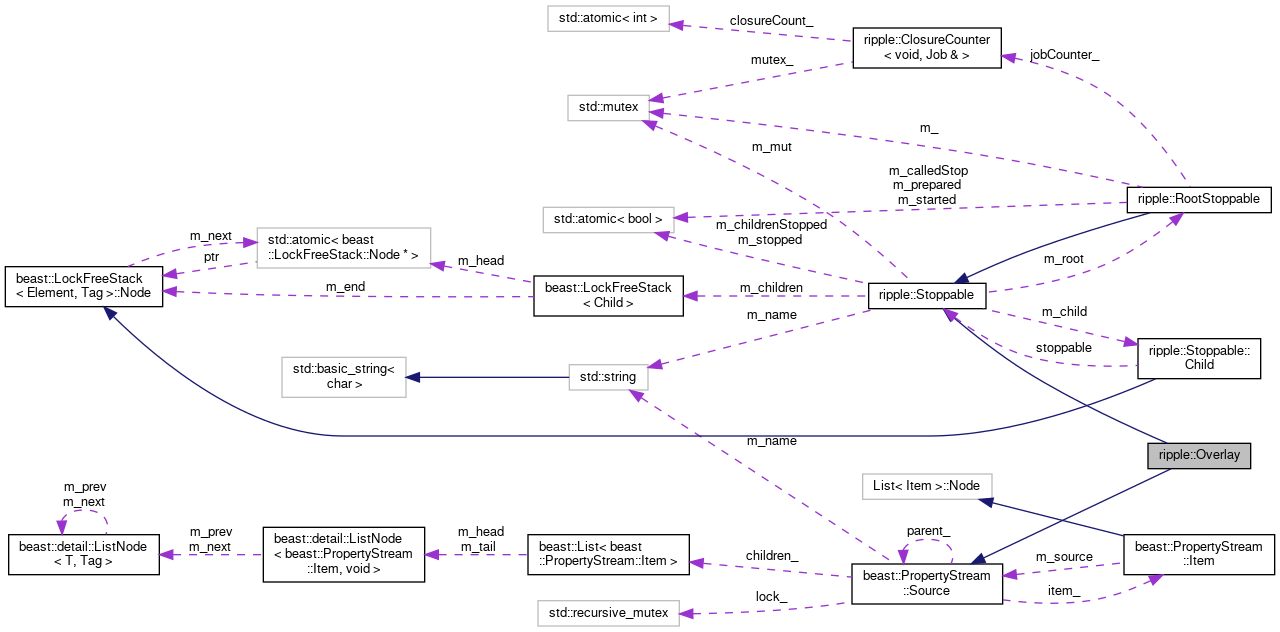 std::atomic< int >
closureCount_
ripple::ClosureCounter
< void, Job & >
jobCounter_
mutex_
std::mutex
m_
m_mut
m_calledStop
m_prepared
m_started
ripple::RootStoppable
std::atomic< bool >
m_childrenStopped
m_stopped
m_next
std::atomic< beast
::LockFreeStack::Node * >
ptr
m_head
m_root
beast::LockFreeStack
< Element, Tag >::Node
m_end
beast::LockFreeStack
< Child >
m_children
ripple::Stoppable
m_name
m_child
stoppable
ripple::Stoppable::
Child
std::basic_string<
char >
std::string
m_name
ripple::Overlay
List< Item >::Node
m_prev
m_next
beast::detail::ListNode
< T, Tag >
m_prev
m_next
beast::detail::ListNode
< beast::PropertyStream
::Item, void >
m_head
m_tail
beast::List< beast
::PropertyStream::Item >
children_
parent_
beast::PropertyStream
::Source
m_source
item_
beast::PropertyStream
::Item
std::recursive_mutex
lock_